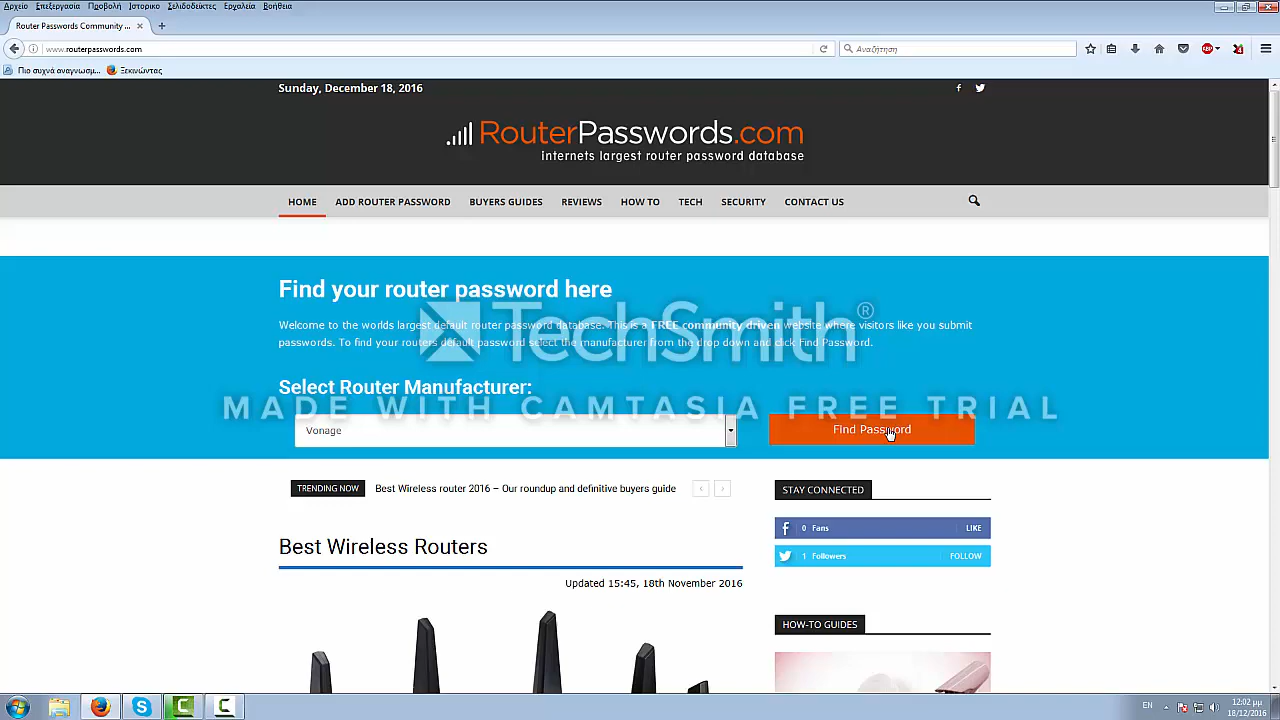 Αρχείο Επεξεργασία Προβολή Ιστορικό Σελιδοδείκτες Εργαλεία Βοήθεια
Router Passwords Community ...
www.routerpasswords.com
Αναζήτηση
ABP
Πιο συχνά αναγνωσμ...
Ξεκινώντας
Sunday, December 18, 2016
RouterPasswords.com
internets largest router password database
HOME ADD ROUTER PASSWORD BUYERS GUIDES REVIEWS HOW TO TECH SECURITY CONTACT US
Find your router password here
Welcome to the worlds largest default router password database. This is a FREE community driven website where visitors like you submit
passwords. To find your routers default password select the manufacturer from the drop down and click Find Password.
TechSmith®
Select Router Manufacturer:
MADE WITH CAMTASIA FREE TRIAL
Vonage
Find Password
TRENDING NOW
Best Wireless router 2016 – Our roundup and definitive buyers guide
STAY CONNECTED
0 Fans LIKE
1 Followers FOLLOW
Best Wireless Routers
Updated 15:45, 18th November 2016
HOW-TO GUIDES
EN
12:02 μμ
18/12/2016